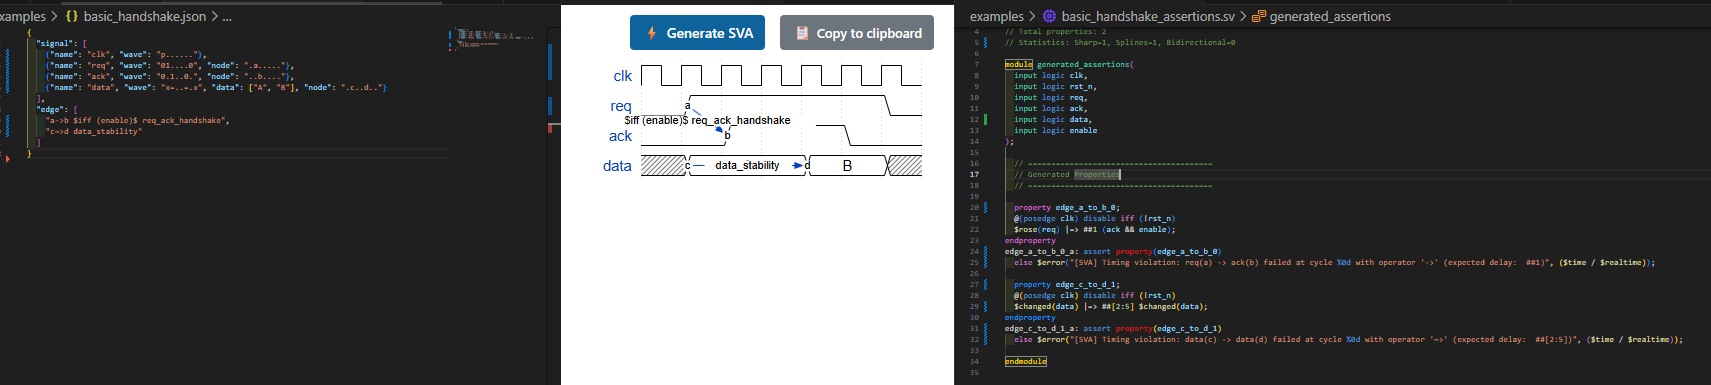 examples > {} basic_handshake.json > ...
{
"signal": [
{"name": "clk", "wave": "p......"},
{"name": "req", "wave": "01....0", "node": ".a....."},
{"name": "ack", "wave": "0.1..0.", "node": "..b...."},
{"name": "data", "wave": "x=..=.x", "data": ["A", "B"], "node": ".c..d.."}
],
"edge": [
"a->b $iff (enable)$ req_ack_handshake",
"c~>d data_stability"
]
}
Generate SVA
Copy to clipboard
clk
req
a
$iff (enable)$ req_ack_handshake
ack
b
data
c
data_stability
d
B
examples > basic_handshake_assertions.sv > generated_assertions
4 // Total properties: 2
5 // Statistics: Sharp=1, Splines=1, Bidirectional=0
6
7 module generated_assertions(
8 input logic clk,
9 input logic rst_n,
10 input logic req,
11 input logic ack,
12 input logic data,
13 input logic enable
14 );
15
16 // ========================================
17 // Generated Properties
18 // ========================================
19
20 property edge_a_to_b_0;
21 @(posedge clk) disable iff (!rst_n)
22 $rose(req) |-> ##1 (ack && enable);
23 endproperty
24 edge_a_to_b_0_a: assert property(edge_a_to_b_0)
25 else $error("[SVA] Timing violation: req(a) -> ack(b) failed at cycle %0d with operator '->' (expected delay:  ##1)", ($time / $realtime));
26
27 property edge_c_to_d_1;
28 @(posedge clk) disable iff (!rst_n)
29 $changed(data) |=> ##[2:5] $changed(data);
30 endproperty
31 edge_c_to_d_1_a: assert property(edge_c_to_d_1)
32 else $error("[SVA] Timing violation: data(c) -> data(d) failed at cycle %0d with operator '~>' (expected delay:  ##[2:5])", ($time / $realtime));
33
34 endmodule
35